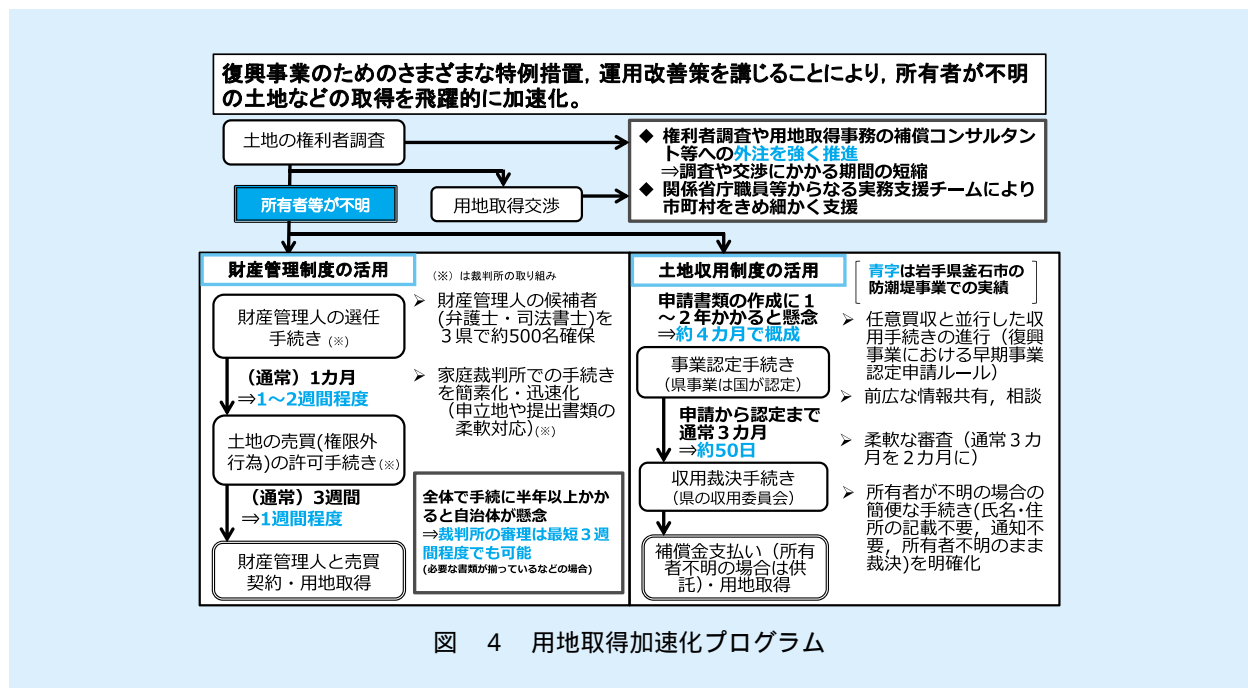 復興事業のためのさまざまな特例措置，運用改善策を講じることにより，所有者が不明
の土地などの取得を飛躍的に加速化。
土地の権利者調査
◆ 権利者調査や用地取得事務の補償コンサルタン
ト等への外注を強く推進
⇒調査や交渉にかかる期間の短縮
◆ 関係省庁職員等からなる実務支援チームにより
市町村をきめ細かく支援
所有者等が不明
用地取得交渉
財産管理制度の活用
（※）は裁判所の取り組み
財産管理人の選任
手続き（※）
（通常）1カ月
⇒1～2週間程度
土地の売買(権限外
行為)の許可手続き（※）
（通常）3週間
⇒1週間程度
財産管理人と売買
契約・用地取得
➢ 財産管理人の候補者
(弁護士・司法書士)を
３県で約500名確保
➢ 家庭裁判所での手続き
を簡素化・迅速化
（申立地や提出書類の
柔軟対応）（※）
全体で手続に半年以上かか
ると自治体が懸念
⇒裁判所の審理は最短３週
間程度でも可能
(必要な書類が揃っているなどの場合)
土地収用制度の活用
青字は岩手県釜石市の
防潮堤事業での実績
申請書類の作成に１
～２年かかると懸念
⇒約４カ月で概成
事業認定手続き
（県事業は国が認定）
申請から認定まで
通常３カ月
⇒約50日
収用裁決手続き
（県の収用委員会）
補償金支払い（所有
者不明の場合は供
託）・用地取得
➢ 任意買収と並行した収
用手続きの進行（復興
事業における早期事業
認定申請ルール）
➢ 前広な情報共有，相談
➢ 柔軟な審査（通常３カ
月を２カ月に）
➢ 所有者が不明の場合の
簡便な手続き(氏名・住
所の記載不要，通知不
要，所有者不明のまま
裁決)を明確化
図　４　用地取得加速化プログラム